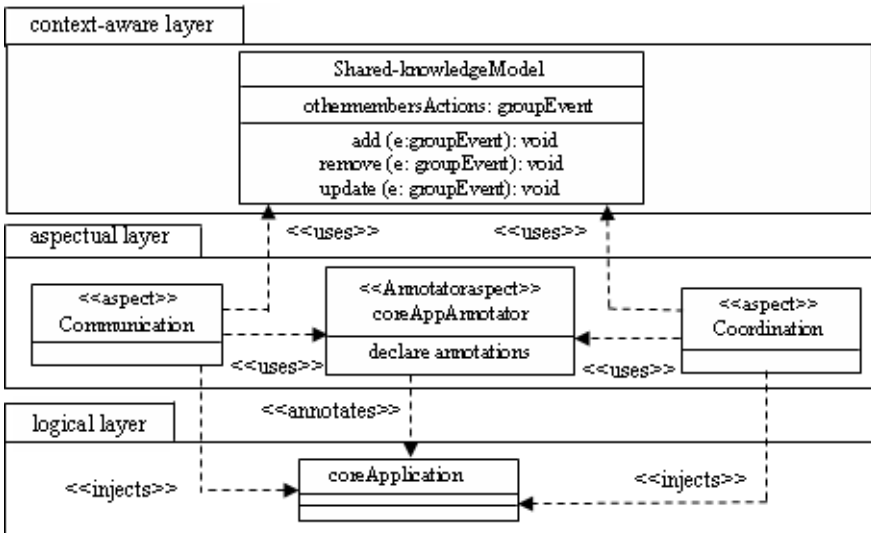 context-aware layer
Shared-knowledgeModel
othermembersActions: groupEvent
add (e:groupEvent): void
remove (e: groupEvent): void
update (e: groupEvent): void
<<uses>>
<<uses>>
aspectual layer
<<aspect>>
Communication
<<Annotatoraspect>>
coreAppAnnotator
declare annotations
<<aspect>>
Coordination
<<uses>>
<<uses>>
<<annotates>>
logical layer
coreApplication
<<injects>>
<<injects>>